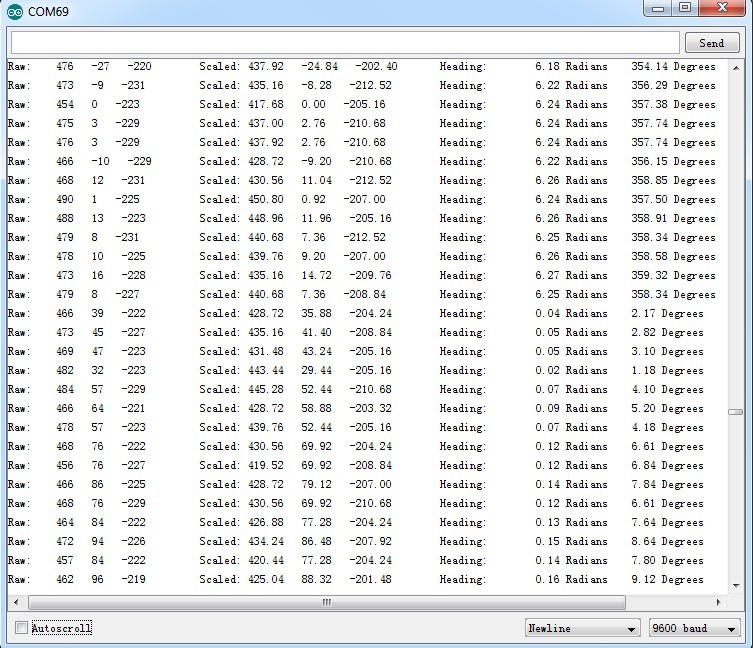 COM69
Send
Raw: 476 -27 -220 Scaled: 437.92 -24.84 -202.40 Heading: 6.18 Radians 354.14 Degrees
Raw: 473 -9 -231 Scaled: 435.16 -8.28 -212.52 Heading: 6.22 Radians 356.29 Degrees
Raw: 454 0 -223 Scaled: 417.68 0.00 -205.16 Heading: 6.24 Radians 357.38 Degrees
Raw: 475 3 -229 Scaled: 437.00 2.76 -210.68 Heading: 6.24 Radians 357.74 Degrees
Raw: 476 3 -229 Scaled: 437.92 2.76 -210.68 Heading: 6.24 Radians 357.74 Degrees
Raw: 466 -10 -229 Scaled: 428.72 -9.20 -210.68 Heading: 6.22 Radians 356.15 Degrees
Raw: 468 12 -231 Scaled: 430.56 11.04 -212.52 Heading: 6.26 Radians 358.85 Degrees
Raw: 490 1 -225 Scaled: 450.80 0.92 -207.00 Heading: 6.24 Radians 357.50 Degrees
Raw: 488 13 -223 Scaled: 448.96 11.96 -205.16 Heading: 6.26 Radians 358.91 Degrees
Raw: 479 8 -231 Scaled: 440.68 7.36 -212.52 Heading: 6.25 Radians 358.34 Degrees
Raw: 478 10 -225 Scaled: 439.76 9.20 -207.00 Heading: 6.26 Radians 358.58 Degrees
Raw: 473 16 -228 Scaled: 435.16 14.72 -209.76 Heading: 6.27 Radians 359.32 Degrees
Raw: 479 8 -227 Scaled: 440.68 7.36 -208.84 Heading: 6.25 Radians 358.34 Degrees
Raw: 466 39 -222 Scaled: 428.72 35.88 -204.24 Heading: 0.04 Radians 2.17 Degrees
Raw: 473 45 -227 Scaled: 435.16 41.40 -208.84 Heading: 0.05 Radians 2.82 Degrees
Raw: 469 47 -223 Scaled: 431.48 43.24 -205.16 Heading: 0.05 Radians 3.10 Degrees
Raw: 482 32 -223 Scaled: 443.44 29.44 -205.16 Heading: 0.02 Radians 1.18 Degrees
Raw: 484 57 -229 Scaled: 445.28 52.44 -210.68 Heading: 0.07 Radians 4.10 Degrees
Raw: 466 64 -221 Scaled: 428.72 58.88 -203.32 Heading: 0.09 Radians 5.20 Degrees
Raw: 478 57 -223 Scaled: 439.76 52.44 -205.16 Heading: 0.07 Radians 4.18 Degrees
Raw: 468 76 -222 Scaled: 430.56 69.92 -204.24 Heading: 0.12 Radians 6.61 Degrees
Raw: 456 76 -227 Scaled: 419.52 69.92 -208.84 Heading: 0.12 Radians 6.84 Degrees
Raw: 466 86 -225 Scaled: 428.72 79.12 -207.00 Heading: 0.14 Radians 7.84 Degrees
Raw: 468 76 -229 Scaled: 430.56 69.92 -210.68 Heading: 0.12 Radians 6.61 Degrees
Raw: 464 84 -222 Scaled: 426.88 77.28 -204.24 Heading: 0.13 Radians 7.64 Degrees
Raw: 472 94 -226 Scaled: 434.24 86.48 -207.92 Heading: 0.15 Radians 8.64 Degrees
Raw: 457 84 -222 Scaled: 420.44 77.28 -204.24 Heading: 0.14 Radians 7.80 Degrees
Raw: 462 96 -219 Scaled: 425.04 88.32 -201.48 Heading: 0.16 Radians 9.12 Degrees
Autoscroll
Newline
9600 baud